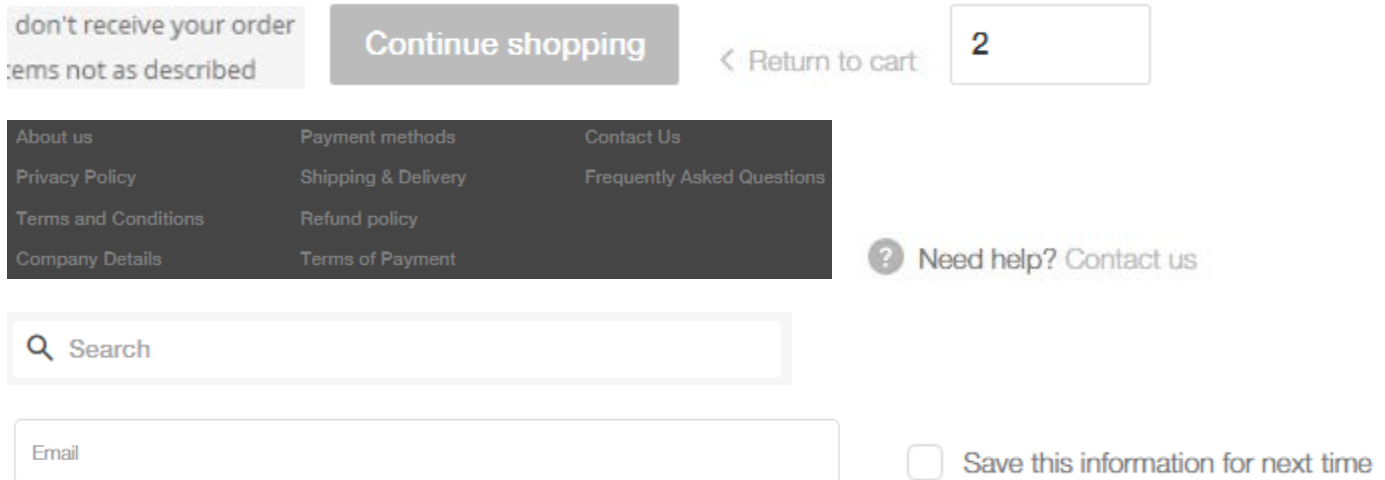 don't receive your order
tems not as described
Continue shopping
< Return to cart
2
About us
Payment methods
Contact Us
Privacy Policy
Shipping & Delivery
Frequently Asked Questions
Terms and Conditions
Refund policy
Company Details
Terms of Payment
? Need help? Contact us
Search
Email
Save this information for next time